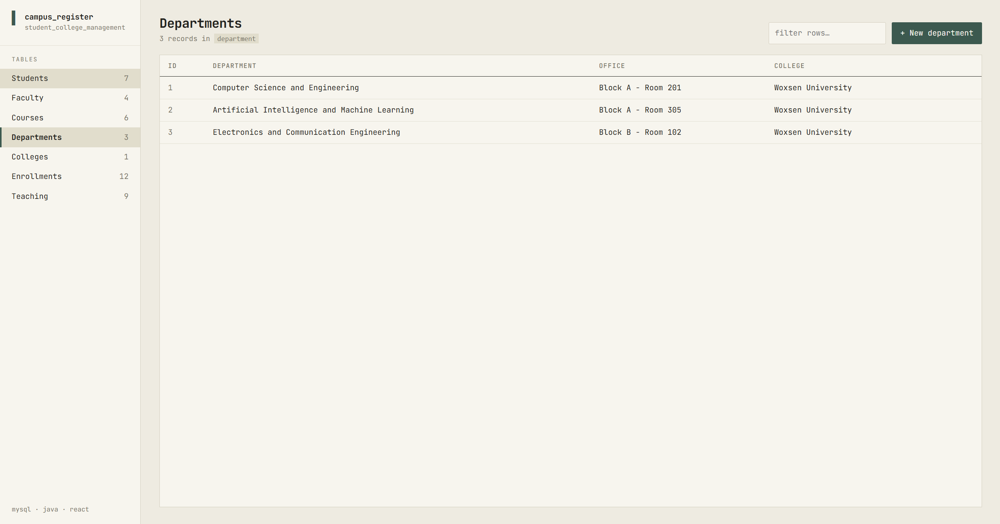 campus_register
student_college_management
TABLES
Students 7
Faculty 4
Courses 6
Departments 3
Colleges 1
Enrollments 12
Teaching 9
mysql · java · react
Departments
3 records in department
filter rows…
+ New department
ID DEPARTMENT OFFICE COLLEGE
1 Computer Science and Engineering Block A - Room 201 Woxsen University
2 Artificial Intelligence and Machine Learning Block A - Room 305 Woxsen University
3 Electronics and Communication Engineering Block B - Room 102 Woxsen University